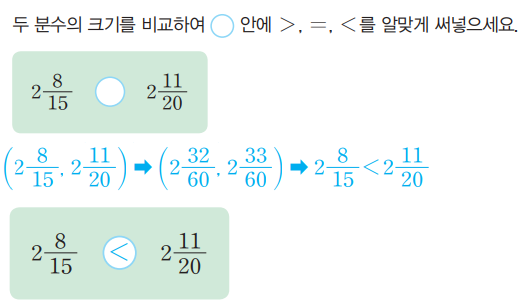 두 분수의 크기를 비교하여 ○ 안에 >, =, <를 알맞게 써넣으세요.
2 8/15 ○ 2 11/20
(2 8/15, 2 11/20) ➡ (2 32/60, 2 33/60) ➡ 2 8/15 < 2 11/20
2 8/15 < 2 11/20